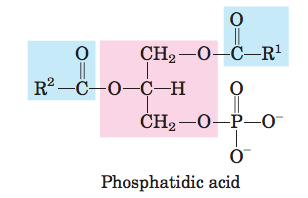 O
O CH₂—O—C—R¹
R²—C—O—C—H O
CH₂—O—P—O⁻
O⁻
Phosphatidic acid